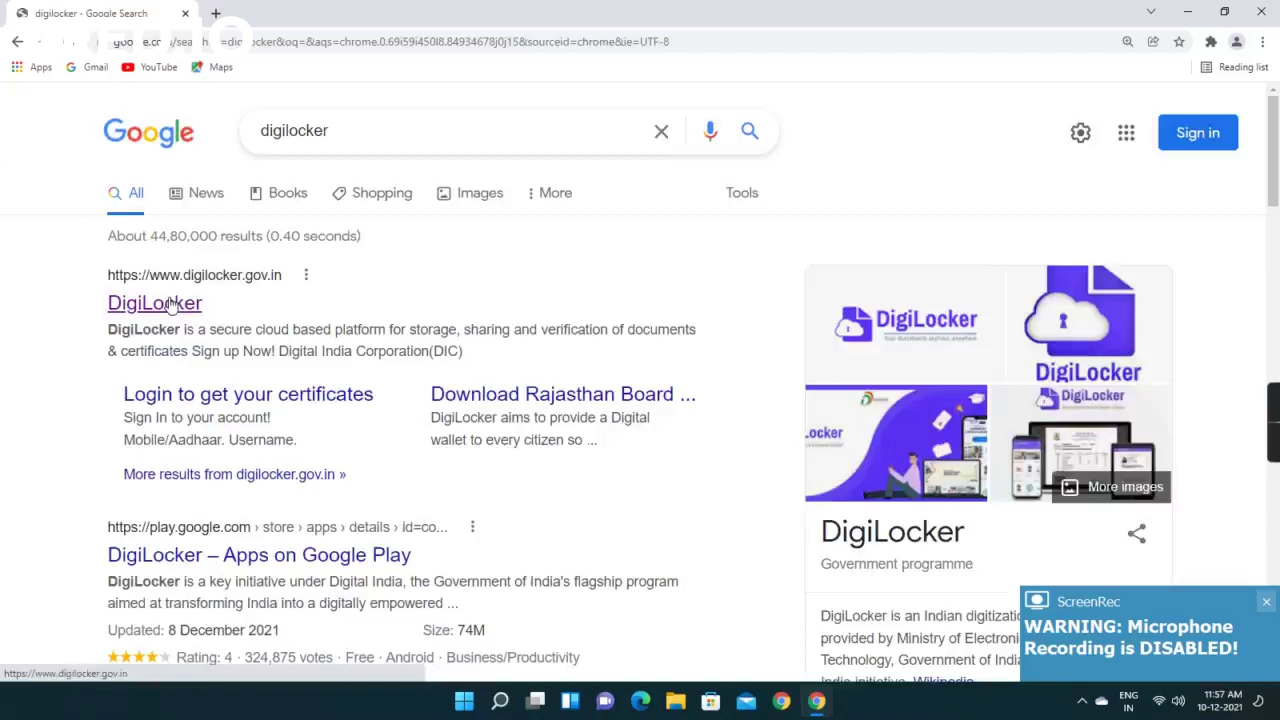 digilocker - Google Search
google.com/search
digilocker&oq=&aqs=chrome.0.69i59i450l8.84934678j0j15&sourceid=chrome&ie=UTF-8
Apps Gmail YouTube Maps Reading list
Google digilocker Sign in
All News Books Shopping Images More Tools
About 44,80,000 results (0.40 seconds)
https://www.digilocker.gov.in
DigiLocker
DigiLocker is a secure cloud based platform for storage, sharing and verification of documents
& certificates Sign up Now! Digital India Corporation(DIC)
Login to get your certificates
Sign In to your account!
Mobile/Aadhaar. Username.
Download Rajasthan Board ...
DigiLocker aims to provide a Digital
wallet to every citizen so ...
More results from digilocker.gov.in »
https://play.google.com › store › apps › details › id=co...
DigiLocker – Apps on Google Play
DigiLocker is a key initiative under Digital India, the Government of India's flagship program
aimed at transforming India into a digitally empowered ...
Updated: 8 December 2021 Size: 74M
Rating: 4 · 324,875 votes · Free · Android · Business/Productivity
DigiLocker
Your documents anytime, anywhere
DigiLocker
Locker
DigiLocker
More images
DigiLocker
Government programme
DigiLocker is an Indian digitizatio
provided by Ministry of Electroni
Technology, Government of India
India initiative. Wikipedia
ScreenRec
WARNING: Microphone
Recording is DISABLED!
https://www.digilocker.gov.in
ENG
IN
11:57 AM
10-12-2021